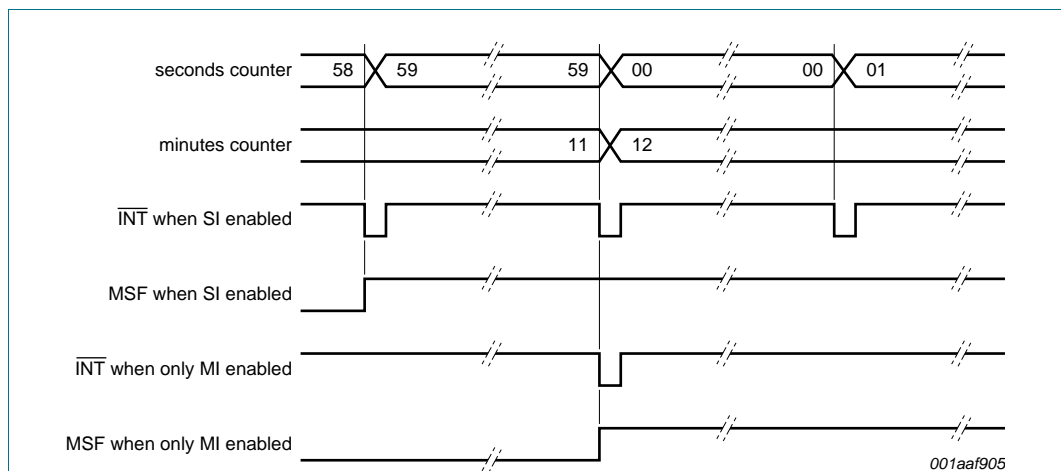 seconds counter 58 59 59 00 00 01
minutes counter 11 12
INT when SI enabled
MSF when SI enabled
INT when only MI enabled
MSF when only MI enabled
001aaf905